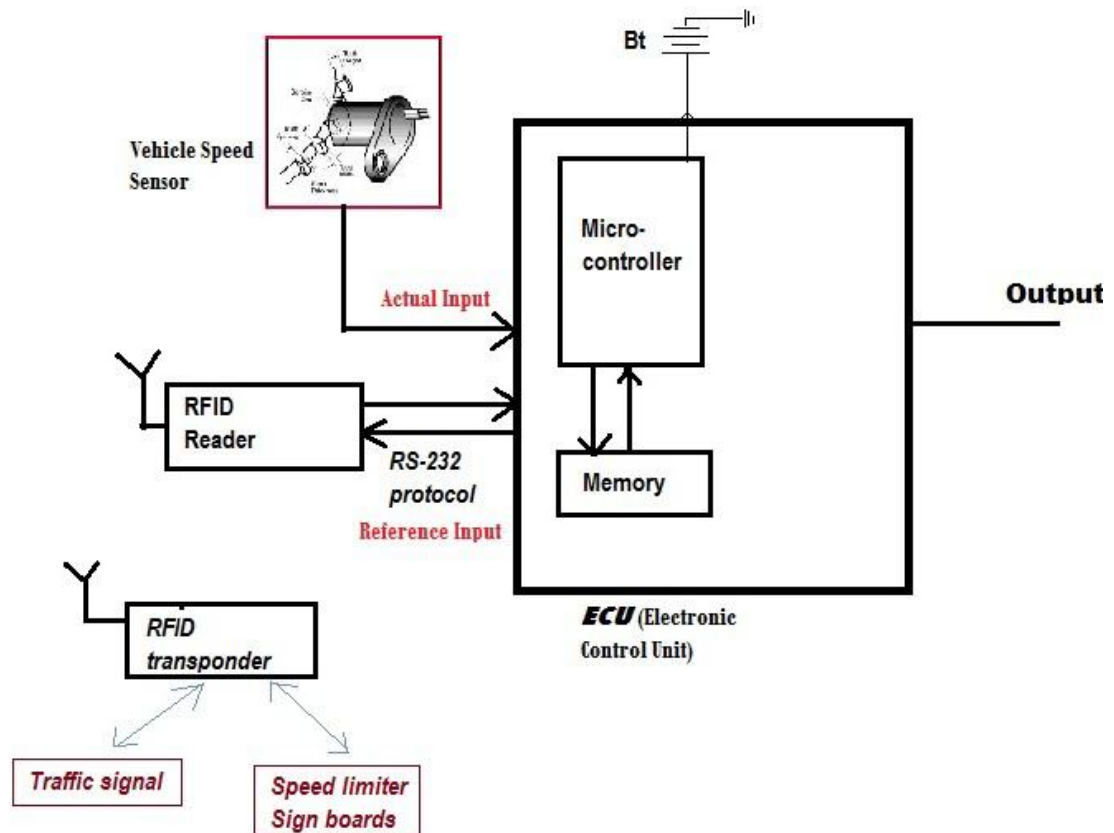 Bt
Vehicle Speed
Sensor
Micro-
controller
Output
Actual Input
RFID
Reader
RS-232
protocol
Memory
Reference Input
ECU (Electronic
Control Unit)
RFID
transponder
Traffic signal
Speed limiter
Sign boards